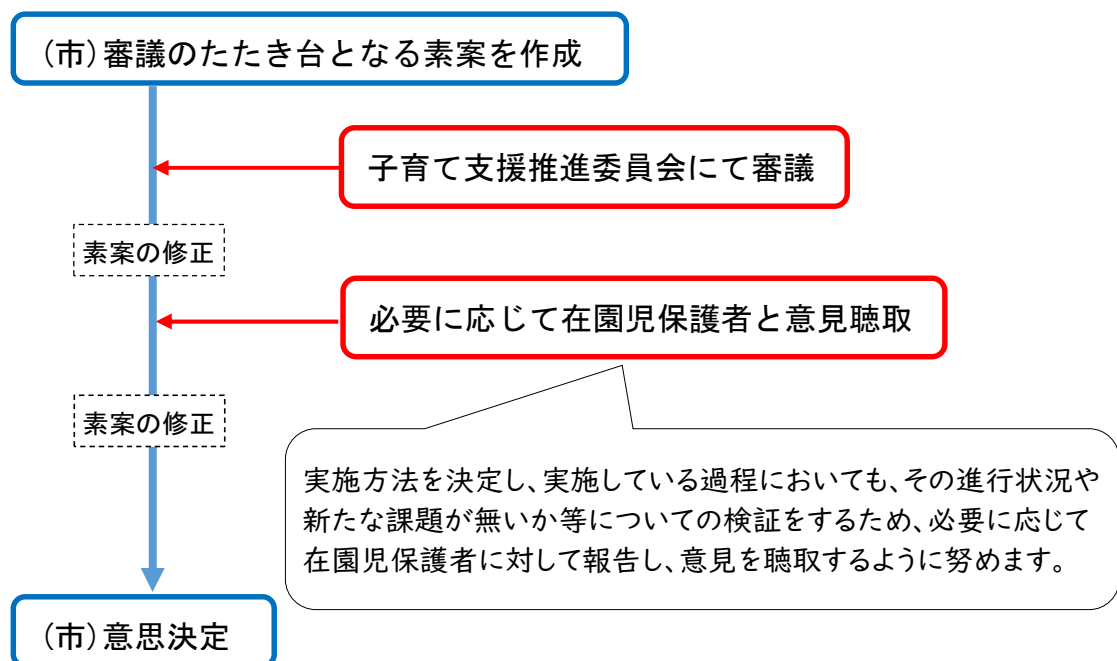 (市)審議のたたき台となる素案を作成
子育て支援推進委員会にて審議
素案の修正
必要に応じて在園児保護者と意見聴取
素案の修正
実施方法を決定し、実施している過程においても、その進行状況や
新たな課題が無いか等についての検証をするため、必要に応じて
在園児保護者に対して報告し、意見を聴取するように努めます。
(市)意思決定